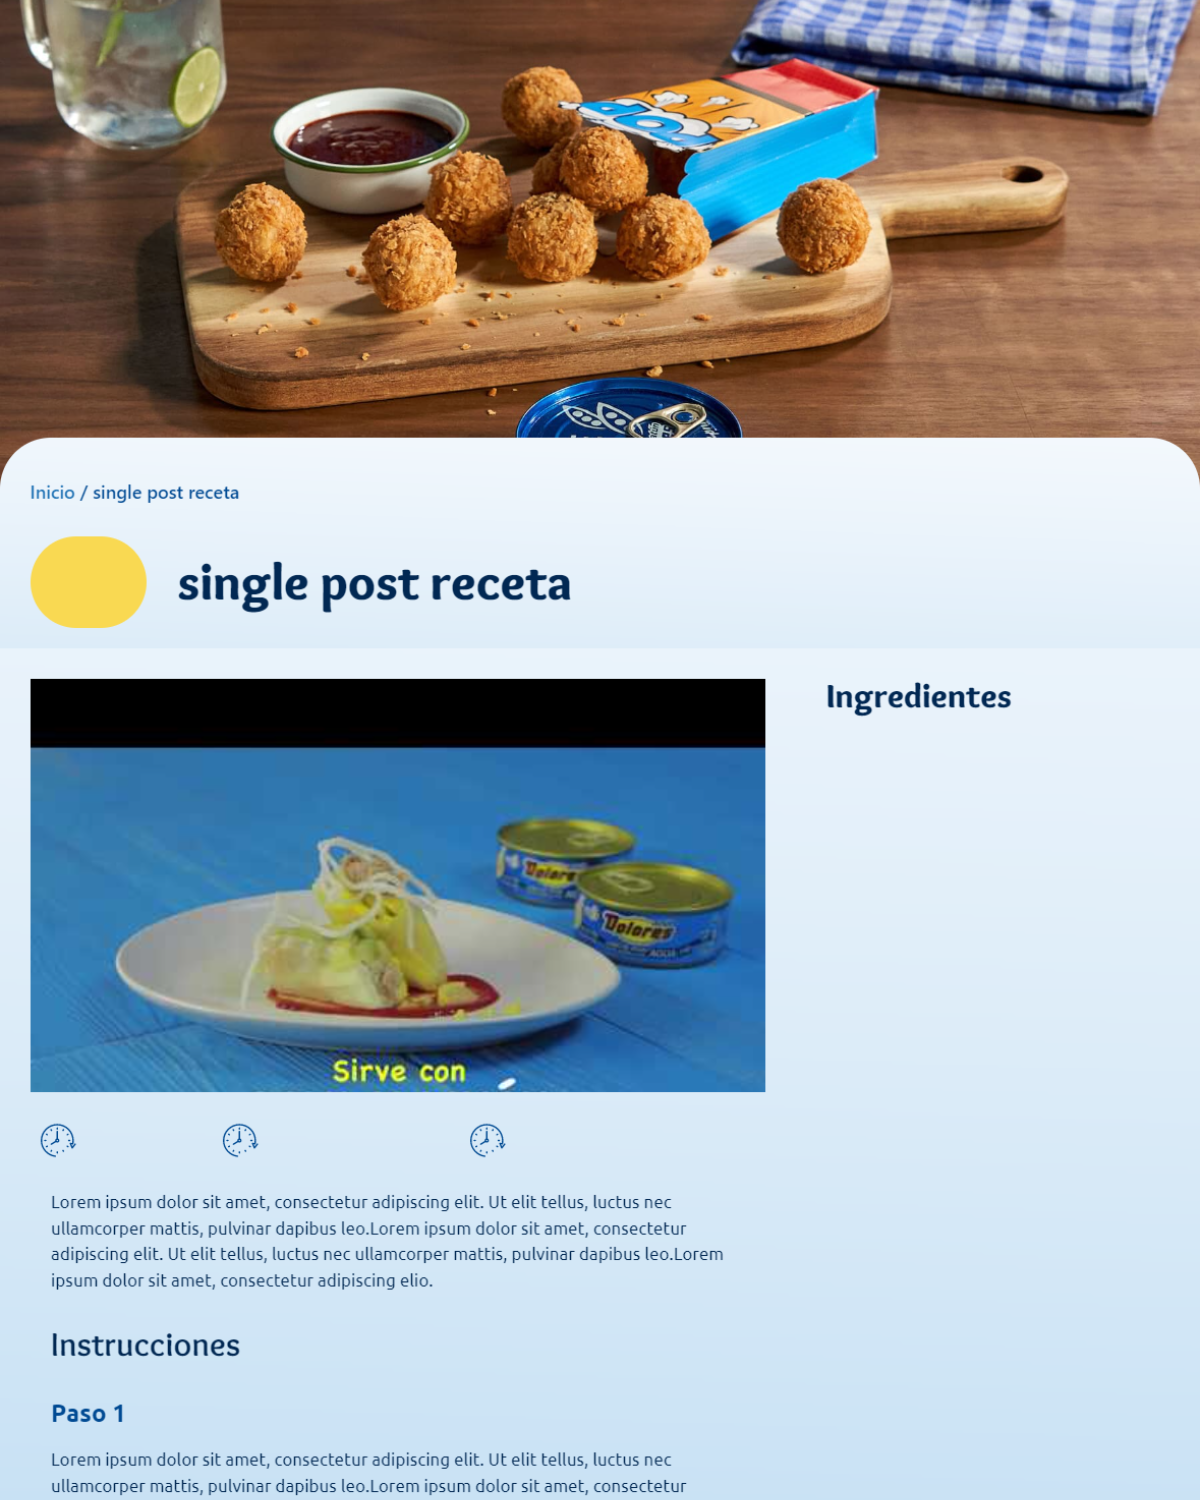 POP
Inicio / single post receta
single post receta
Ingredientes
Dolores
Dolores
AGUA
Sirve con
Lorem ipsum dolor sit amet, consectetur adipiscing elit. Ut elit tellus, luctus nec
ullamcorper mattis, pulvinar dapibus leo.Lorem ipsum dolor sit amet, consectetur
adipiscing elit. Ut elit tellus, luctus nec ullamcorper mattis, pulvinar dapibus leo.Lorem
ipsum dolor sit amet, consectetur adipiscing elio.
Instrucciones
Paso 1
Lorem ipsum dolor sit amet, consectetur adipiscing elit. Ut elit tellus, luctus nec
ullamcorper mattis, pulvinar dapibus leo.Lorem ipsum dolor sit amet, consectetur